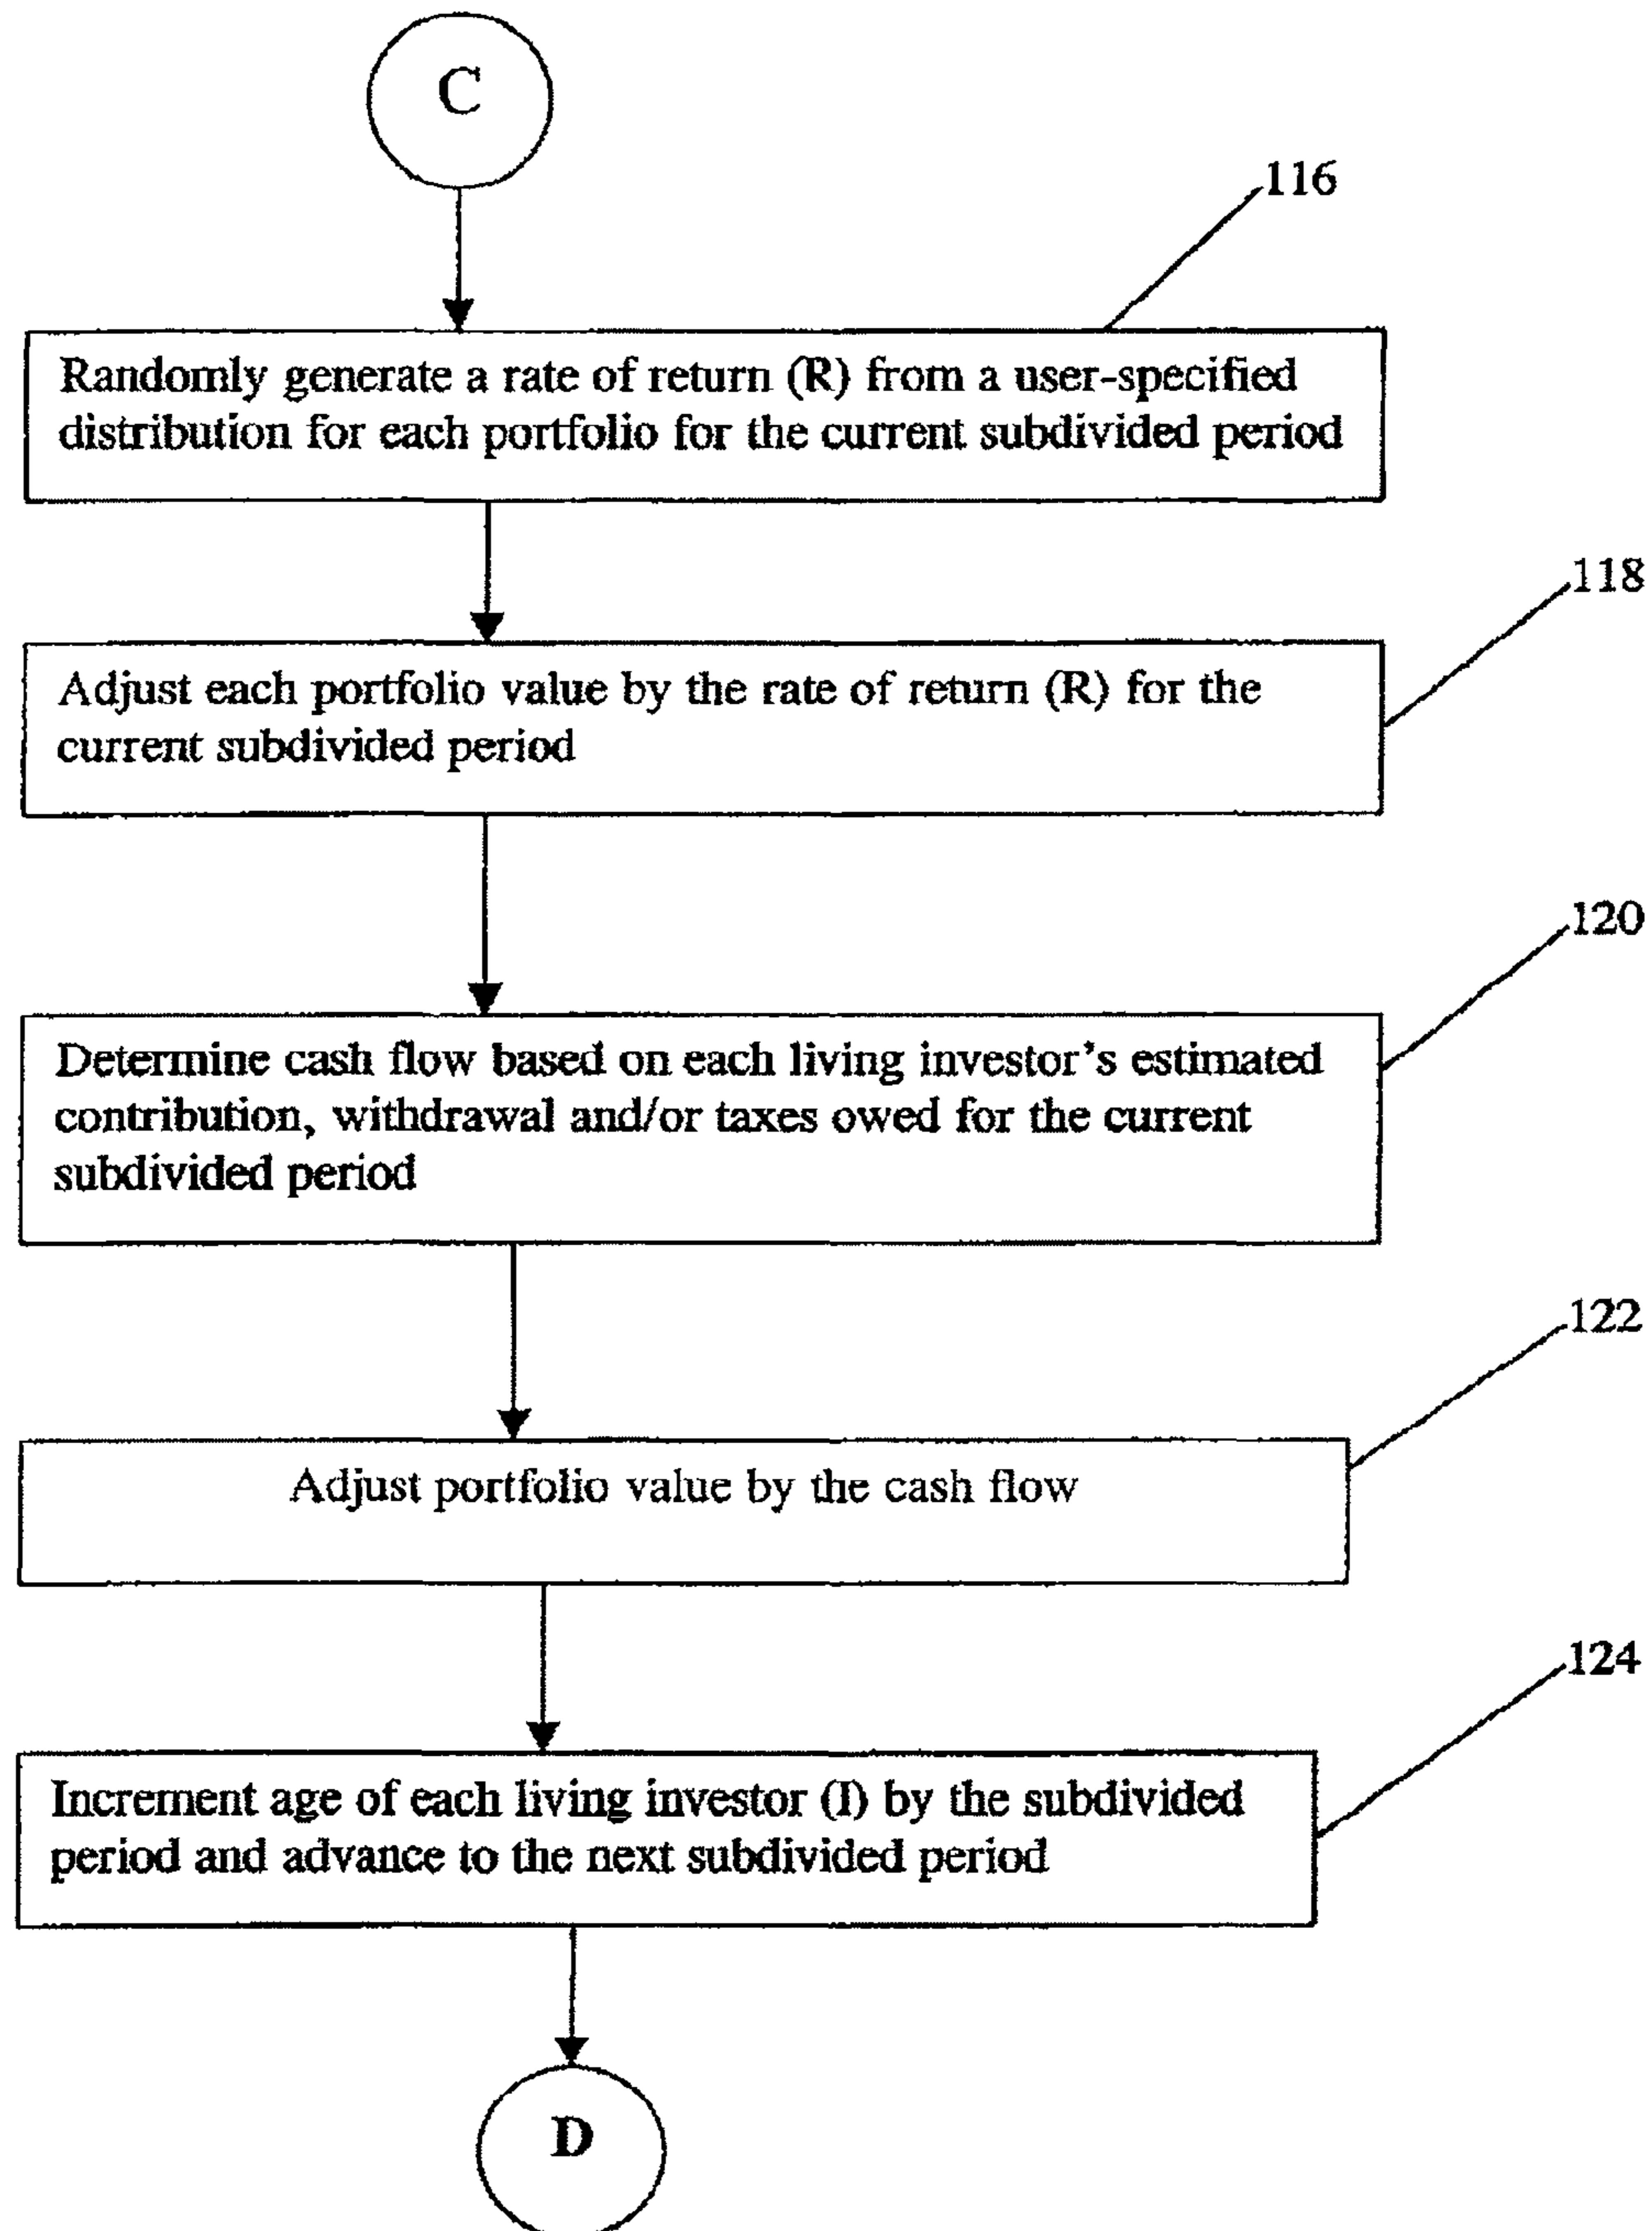 C
116
Randomly generate a rate of return (R) from a user-specified
distribution for each portfolio for the current subdivided period
118
Adjust each portfolio value by the rate of return (R) for the
current subdivided period
120
Determine cash flow based on each living investor's estimated
contribution, withdrawal and/or taxes owed for the current
subdivided period
122
Adjust portfolio value by the cash flow
124
Increment age of each living investor (I) by the subdivided
period and advance to the next subdivided period
D